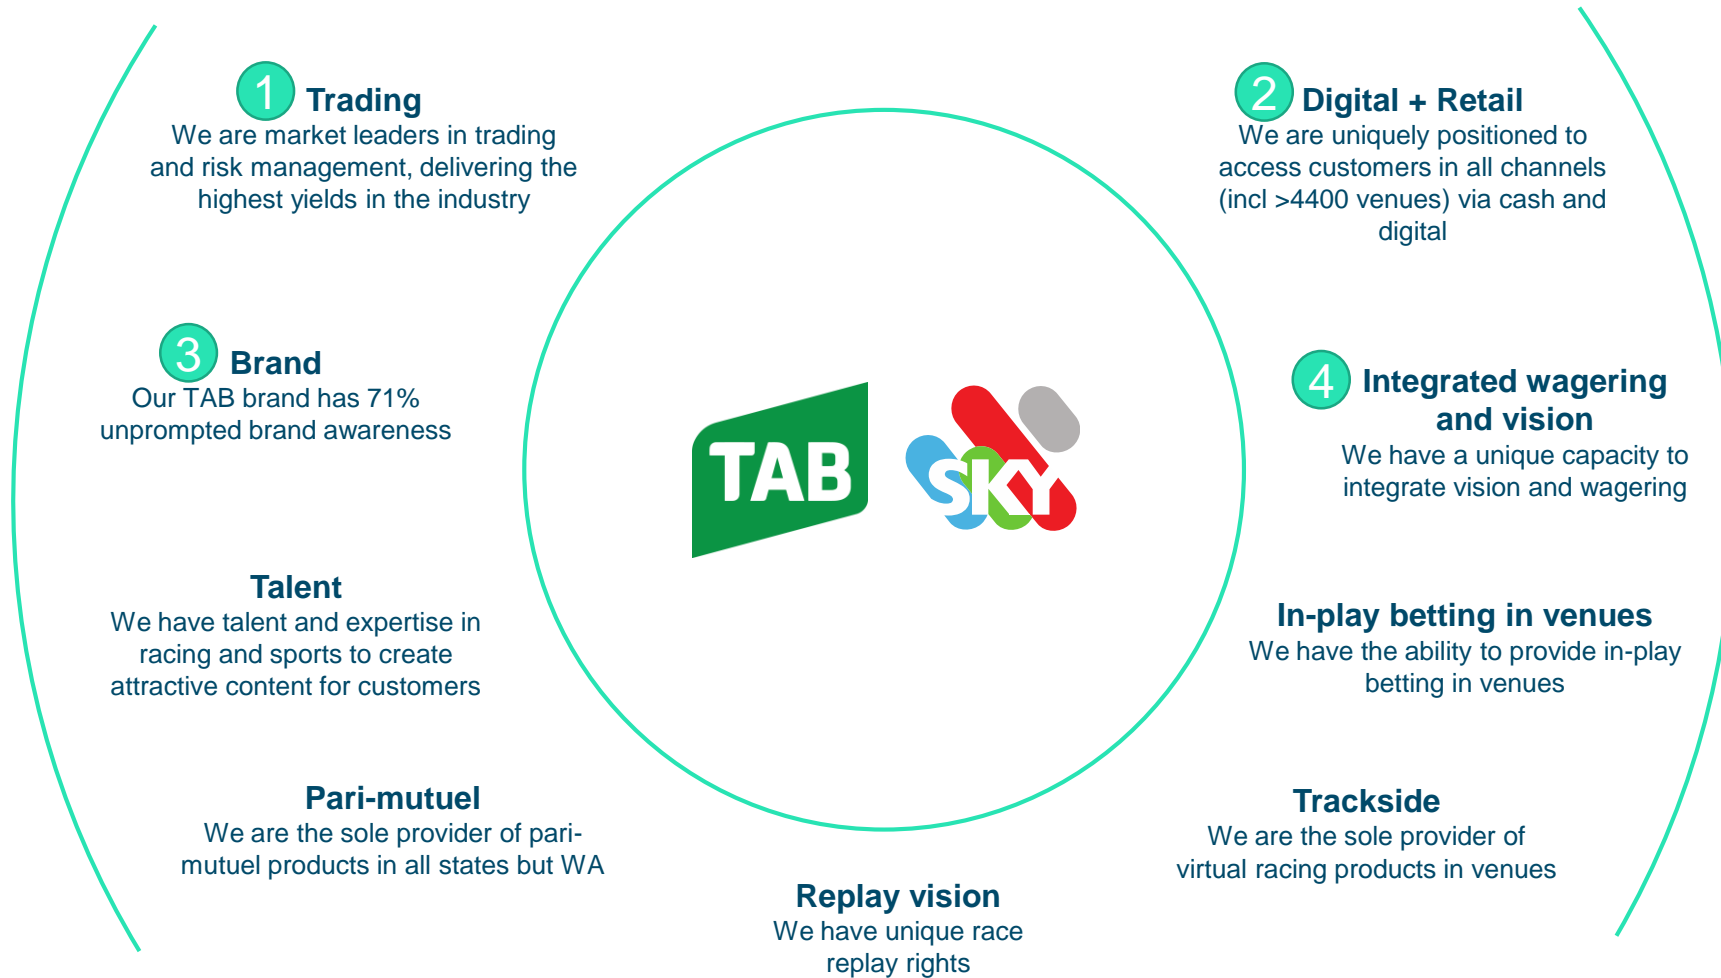 1 Trading
We are market leaders in trading
and risk management, delivering the
highest yields in the industry
2 Digital + Retail
We are uniquely positioned to
access customers in all channels
(incl >4400 venues) via cash and
digital
3 Brand
Our TAB brand has 71%
unprompted brand awareness
4 Integrated wagering
and vision
We have a unique capacity to
integrate vision and wagering
TAB
SKY
Talent
We have talent and expertise in
racing and sports to create
attractive content for customers
In-play betting in venues
We have the ability to provide in-play
betting in venues
Pari-mutuel
We are the sole provider of pari-
mutuel products in all states but WA
Trackside
We are the sole provider of
virtual racing products in venues
Replay vision
We have unique race
replay rights